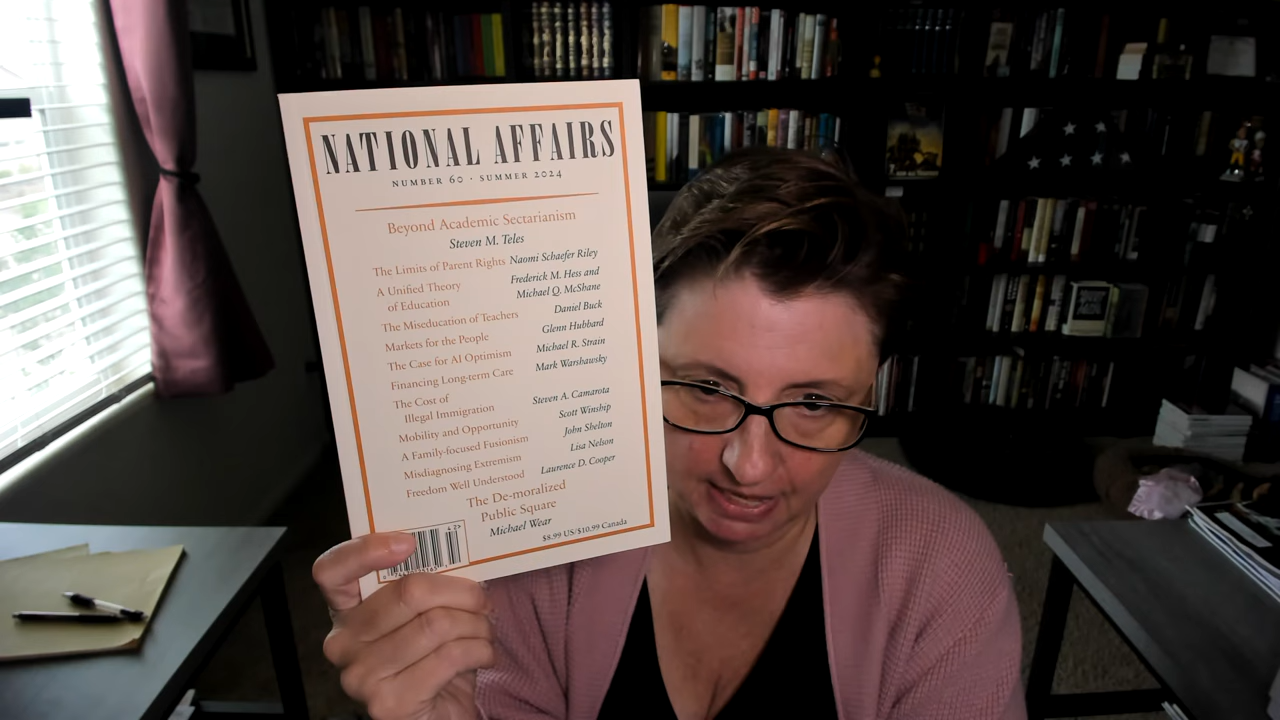 NATIONAL AFFAIRS
NUMBER 60 · SUMMER 2024
Beyond Academic Sectarianism
Steven M. Teles
The Limits of Parent Rights Naomi Schaefer Riley
A Unified Theory Frederick M. Hess and
of Education Michael Q. McShane
The Miseducation of Teachers Daniel Buck
Markets for the People Glenn Hubbard
The Case for AI Optimism Michael R. Strain
Financing Long-term Care Mark Warshawsky
The Cost of
Illegal Immigration Steven A. Camarota
Mobility and Opportunity Scott Winship
A Family-focused Fusionism John Shelton
Misdiagnosing Extremism Lisa Nelson
Freedom Well Understood Laurence D. Cooper
The De-moralized
Public Square
Michael Wear
$8.99 US/$10.99 Canada
42>